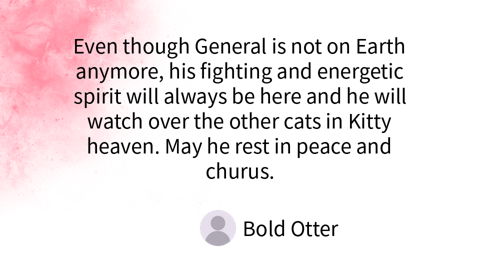 Even though General is not on Earth
anymore, his fighting and energetic
spirit will always be here and he will
watch over the other cats in Kitty
heaven. May he rest in peace and
churus.
Bold Otter